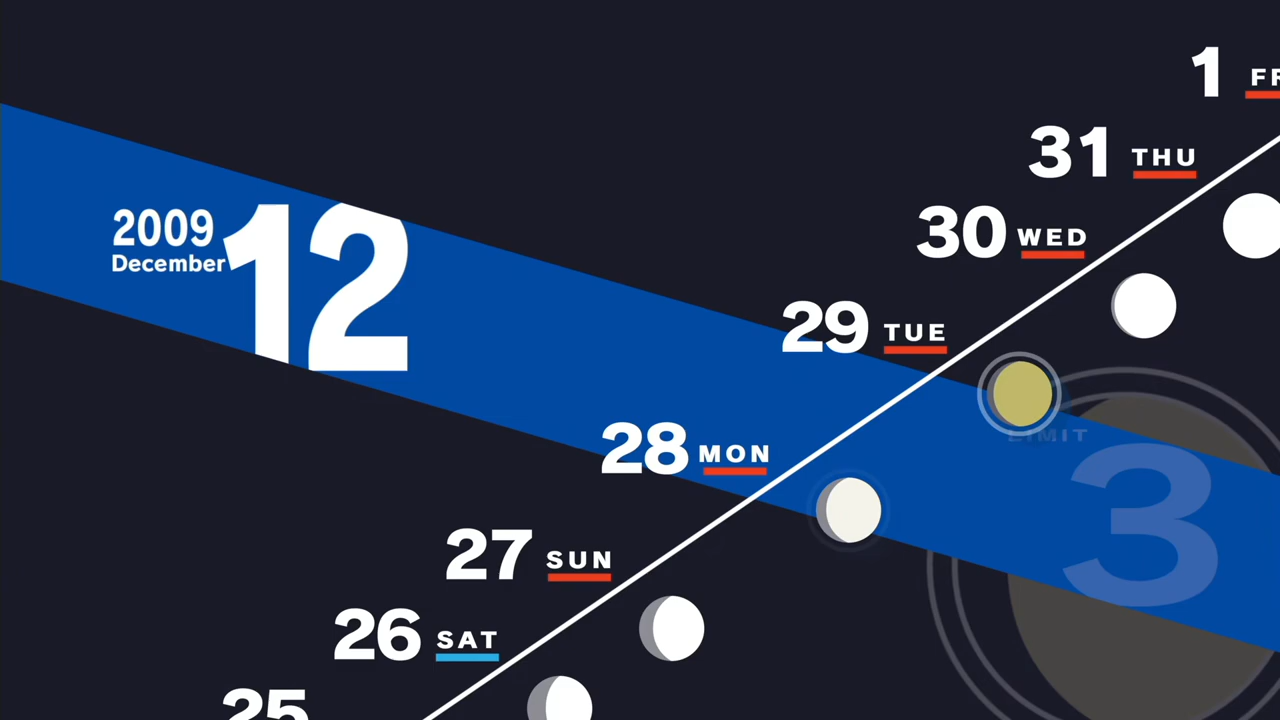 1 FR
31 THU
30 WED
2009
December
12
29 TUE
LIMIT
3
28 MON
27 SUN
26 SAT
25